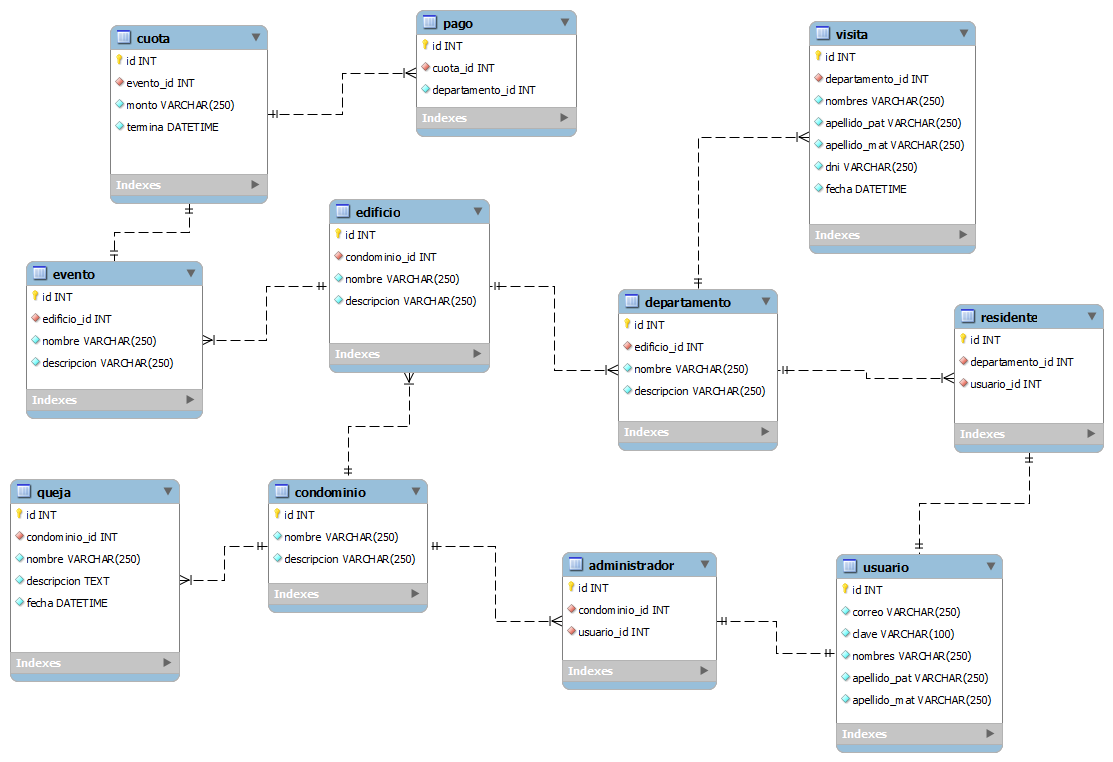 cuota
id INT
evento_id INT
monto VARCHAR(250)
termina DATETIME
Indexes
pago
id INT
cuota_id INT
departamento_id INT
Indexes
visita
id INT
departamento_id INT
nombres VARCHAR(250)
apellido_pat VARCHAR(250)
apellido_mat VARCHAR(250)
dni VARCHAR(250)
fecha DATETIME
Indexes
evento
id INT
edificio_id INT
nombre VARCHAR(250)
descripcion VARCHAR(250)
Indexes
edificio
id INT
condominio_id INT
nombre VARCHAR(250)
descripcion VARCHAR(250)
Indexes
departamento
id INT
edificio_id INT
nombre VARCHAR(250)
descripcion VARCHAR(250)
Indexes
residente
id INT
departamento_id INT
usuario_id INT
Indexes
queja
id INT
condominio_id INT
nombre VARCHAR(250)
descripcion TEXT
fecha DATETIME
Indexes
condominio
id INT
nombre VARCHAR(250)
descripcion VARCHAR(250)
Indexes
administrador
id INT
condominio_id INT
usuario_id INT
Indexes
usuario
id INT
correo VARCHAR(250)
clave VARCHAR(100)
nombres VARCHAR(250)
apellido_pat VARCHAR(250)
apellido_mat VARCHAR(250)
Indexes